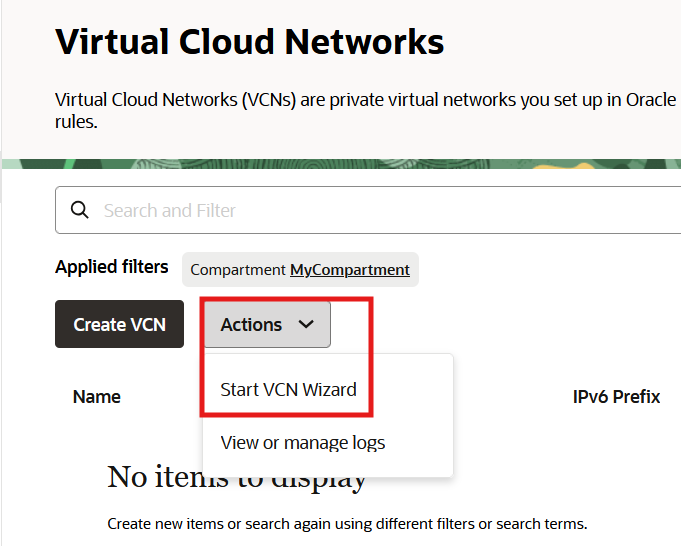 Virtual Cloud Networks
Virtual Cloud Networks (VCNs) are private virtual networks you set up in Oracle
rules.
Search and Filter
Applied filters Compartment MyCompartment
Create VCN Actions
Start VCN Wizard
Name IPv6 Prefix
View or manage logs
No items to display
Create new items or search again using different filters or search terms.